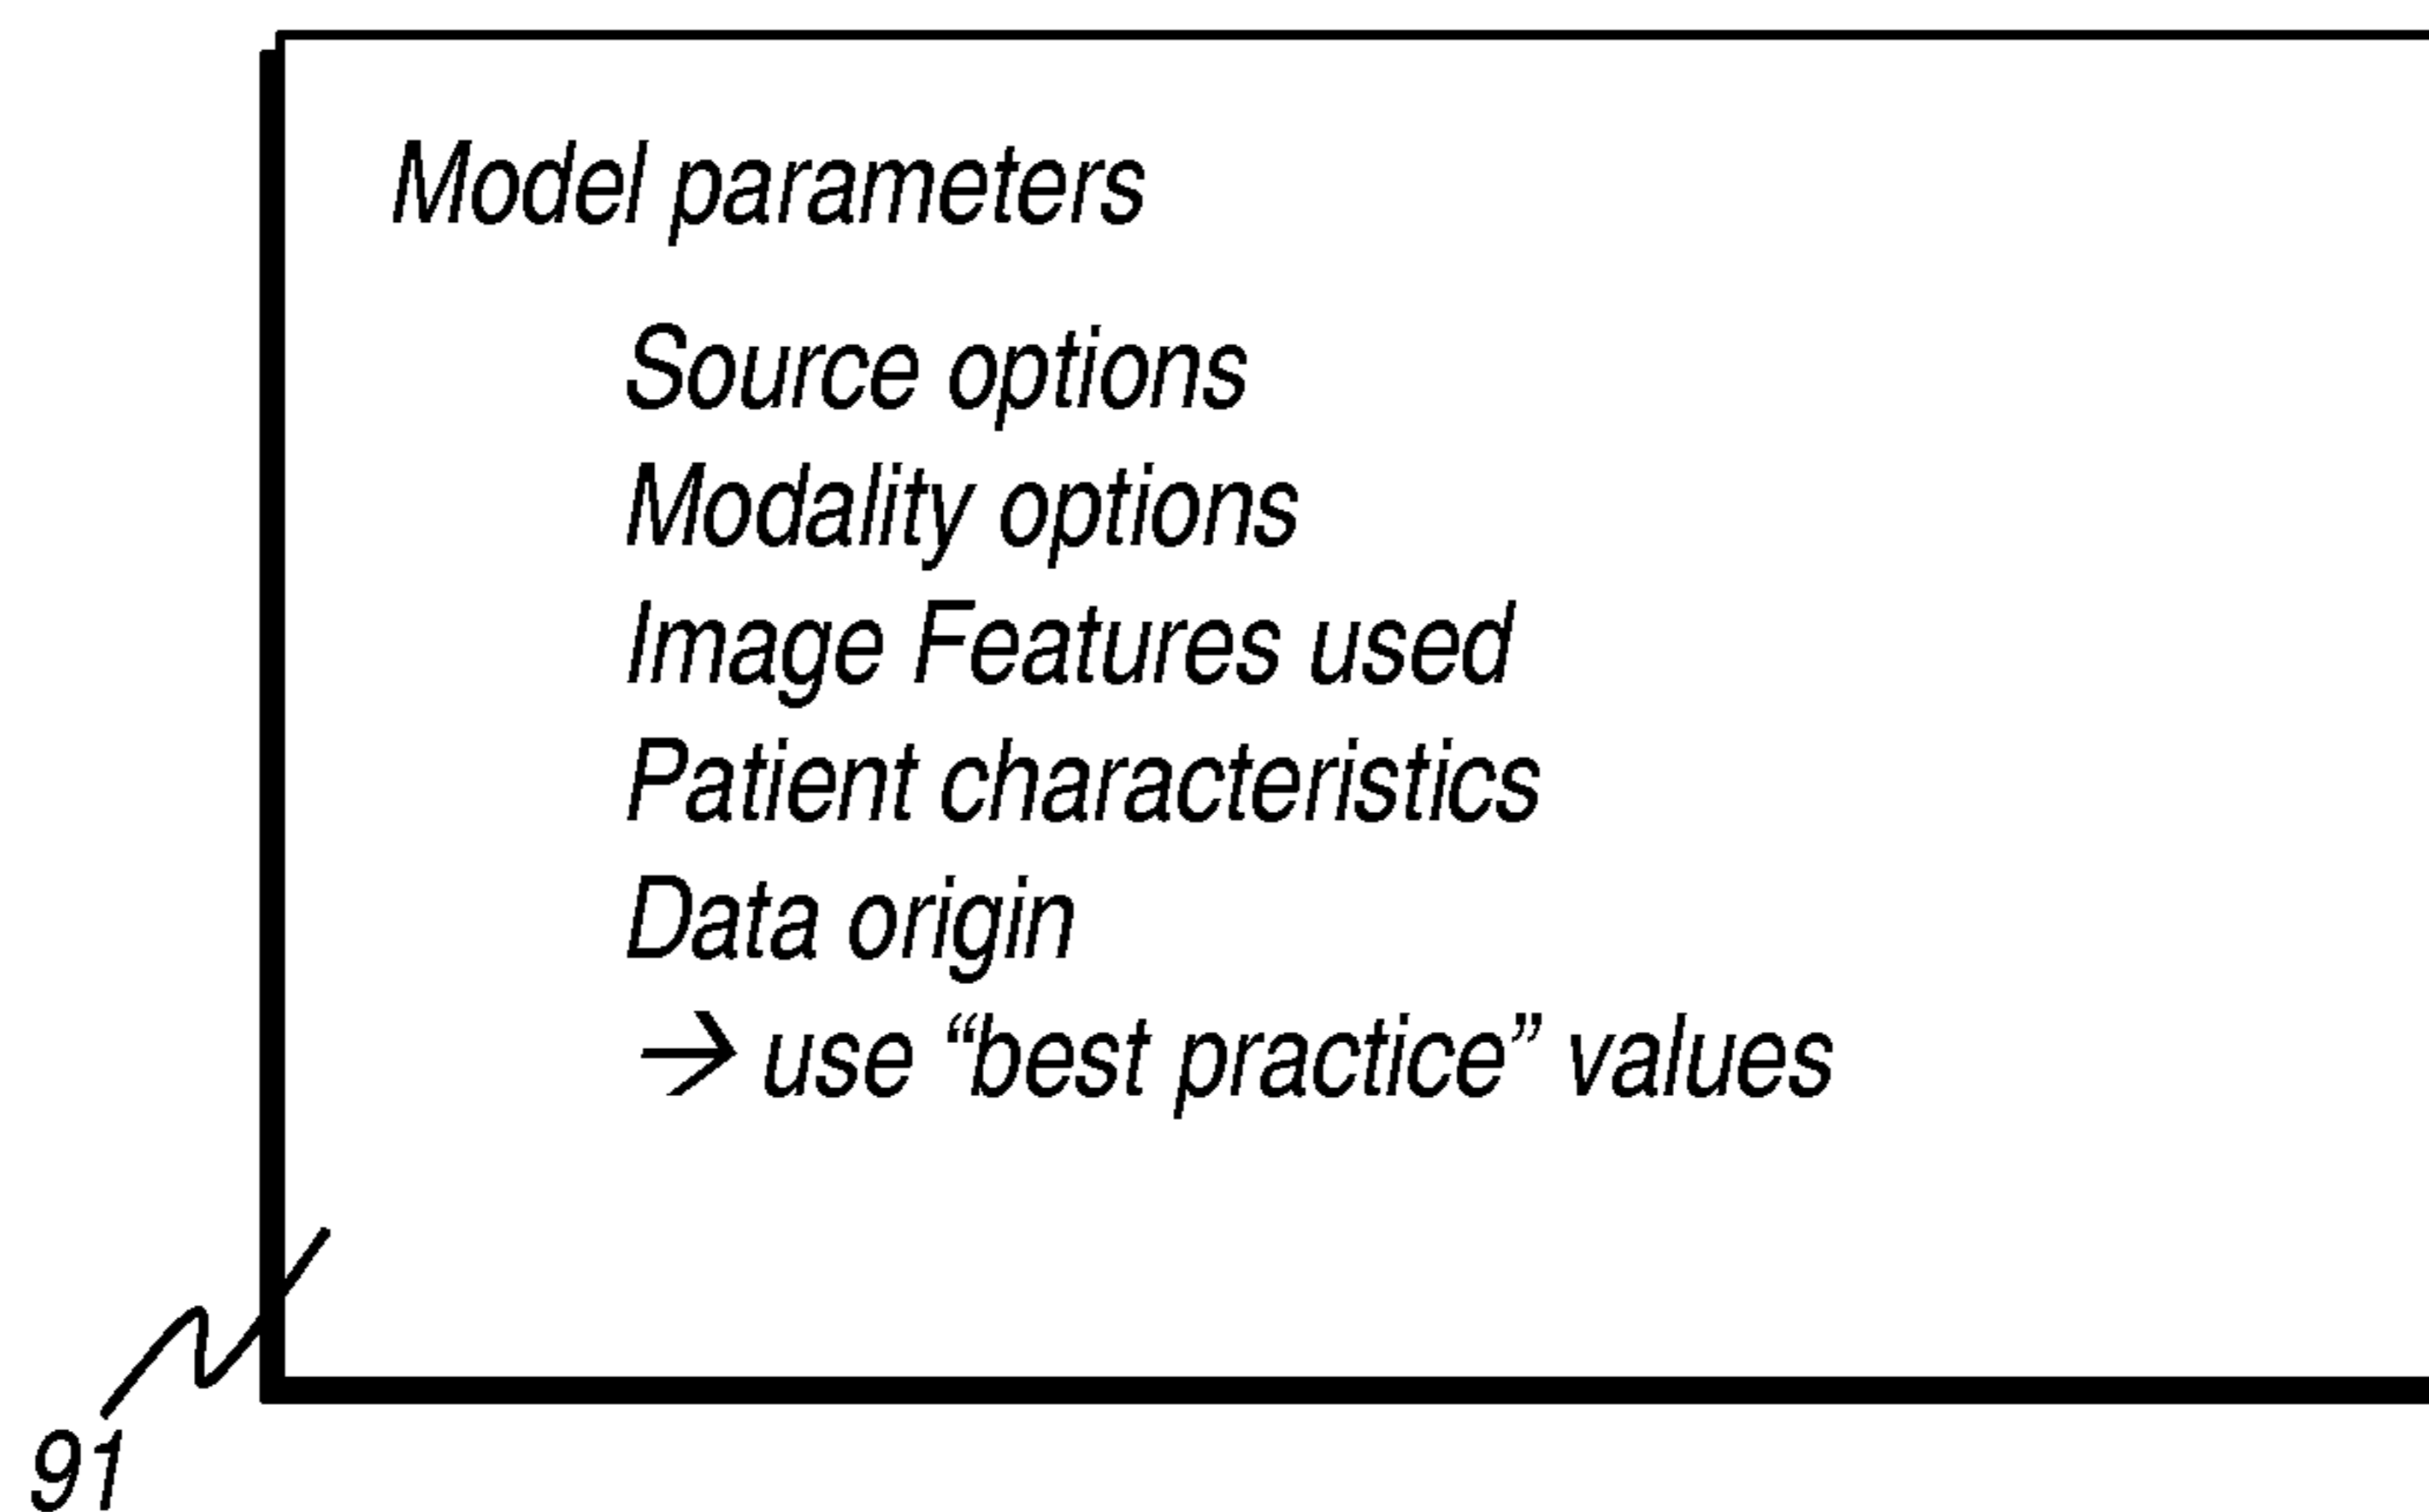 Model parameters
Source options
Modality options
Image Features used
Patient characteristics
Data origin
→ use “best practice” values
91